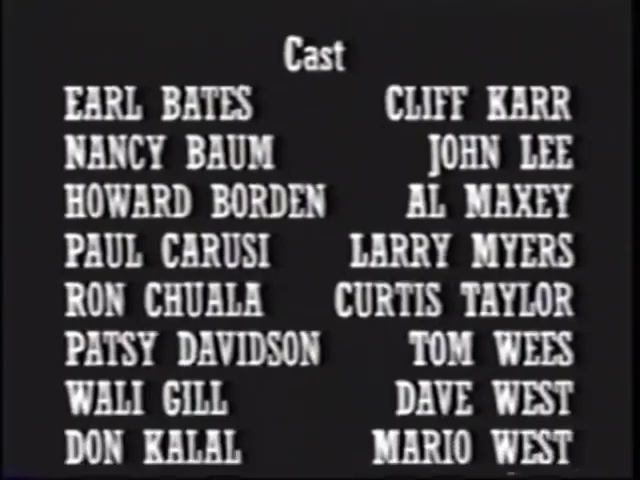 Cast
EARL BATES CLIFF KARR
NANCY BAUM JOHN LEE
HOWARD BORDEN AL MAXEY
PAUL CARUSI LARRY MYERS
RON CHUALA CURTIS TAYLOR
PATSY DAVIDSON TOM WEES
WALI GILL DAVE WEST
DON KALAL MARIO WEST